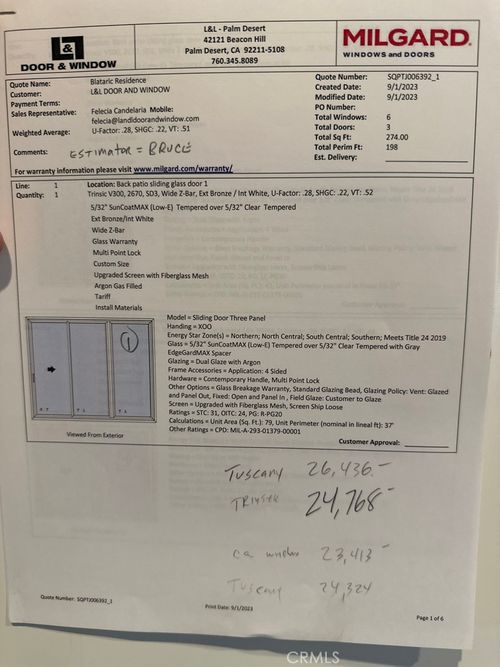 L&L
DOOR & WINDOW
L&L - Palm Desert
42121 Beacon Hill
Palm Desert, CA 92211-5108
760.345.8089
MILGARD
WINDOWS AND DOORS
Quote Name: Blataric Residence
Customer: L&L DOOR AND WINDOW
Payment Terms:
Sales Representative: Felecia Candelaria Mobile:
felecia@landldoorandwindow.com
Weighted Average: U-Factor: .28, SHGC: .22, VT: .51
Comments: ESTIMATOR = BRUCE
Quote Number: SQPTJ006392_1
Created Date: 9/1/2023
Modified Date: 9/1/2023
PO Number:
Total Windows: 6
Total Doors: 3
Total Sq Ft: 274.00
Total Perim Ft: 198
Est. Delivery:
For warranty information please visit www.milgard.com/warranty/
Line: 1 Location: Back patio sliding glass door 1
Quantity: 1 Trinsic V300, 2670, SD3, Wide Z-Bar, Ext Bronze / Int White, U-Factor: .28, SHGC: .22, VT: .52
5/32" SunCoatMAX (Low-E) Tempered over 5/32" Clear Tempered
Ext Bronze/Int White
Wide Z-Bar
Glass Warranty
Multi Point Lock
Custom Size
Upgraded Screen with Fiberglass Mesh
Argon Gas Filled
Tariff
Install Materials
Model = Sliding Door Three Panel
Handing = XOO
Energy Star Zone(s) = Northern; North Central; South Central; Southern; Meets Title 24 2019
Glass = 5/32" SunCoatMAX (Low-E) Tempered over 5/32" Clear Tempered with Gray
EdgeGardMAX Spacer
Glazing = Dual Glaze with Argon
Frame Accessories = Application: 4 Sided
Hardware = Contemporary Handle, Multi Point Lock
Other Options = Glass Breakage Warranty, Standard Glazing Bead, Glazing Policy: Vent: Glazed
and Panel Out, Fixed: Open and Panel In, Field Glaze: Customer to Glaze
Screen = Upgraded with Fiberglass Mesh, Screen Ship Loose
Ratings = STC: 31, OITC: 24, PG: R-PG20
Calculations = Unit Area (Sq. Ft.): 79, Unit Perimeter (nominal in lineal ft): 37'
Other Ratings = CPD: MIL-A-293-01379-00001
Viewed From Exterior
Customer Approval:
TUSCANY 26,436.-
24,768-
ca window 23,413-
Tuscany 24,324
Quote Number: SQPTJ006392_1
Print Date: 9/1/2023
Page 1 of 6
CRMLS